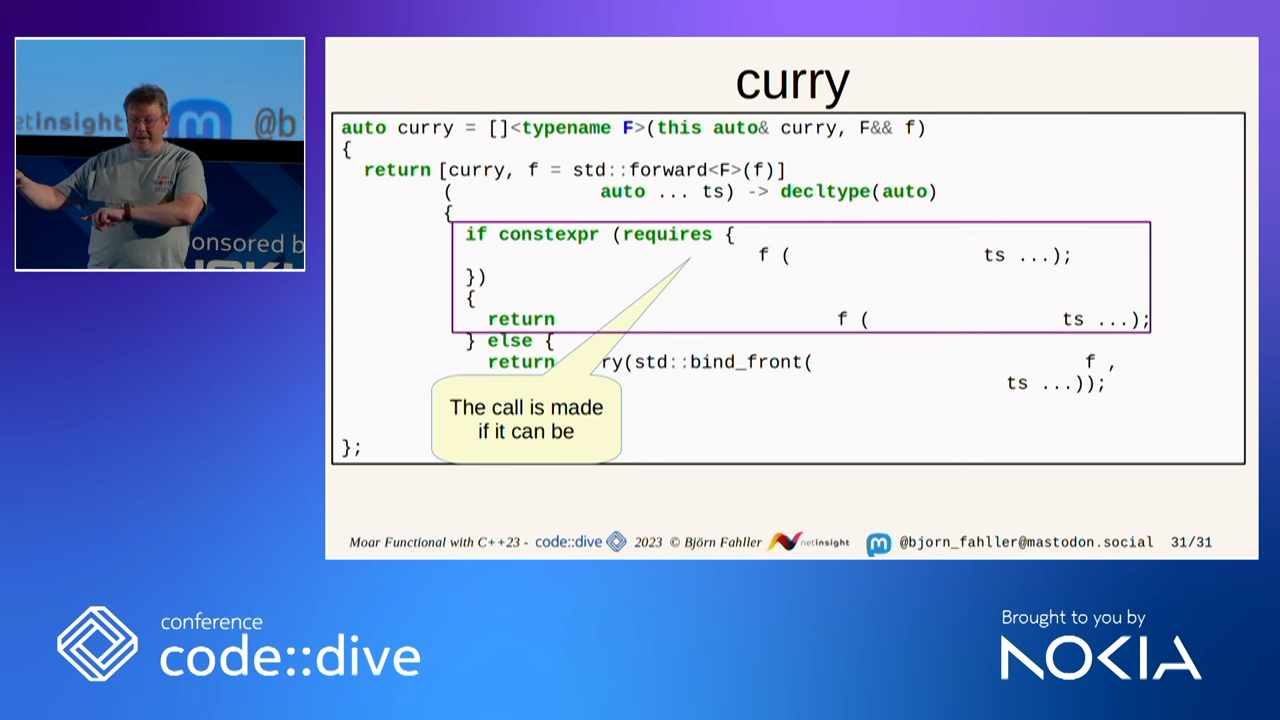 etinsight
@b
onsored b
curry
auto curry = []<typename F>(this auto& curry, F&& f)
{
return [curry, f = std::forward<F>(f)]
( auto ... ts) -> decltype(auto)
{
if constexpr (requires {
f ( ts ...);
})
{
return f ( ts ...);
} else {
return ry(std::bind_front( f ,
ts ...));
The call is made
if it can be
};
Moar Functional with C++23 - code::dive 2023 © Björn Fahller netinsight @bjorn_fahller@mastodon.social 31/31
conference
code::dive
Brought to you by
NOKIA